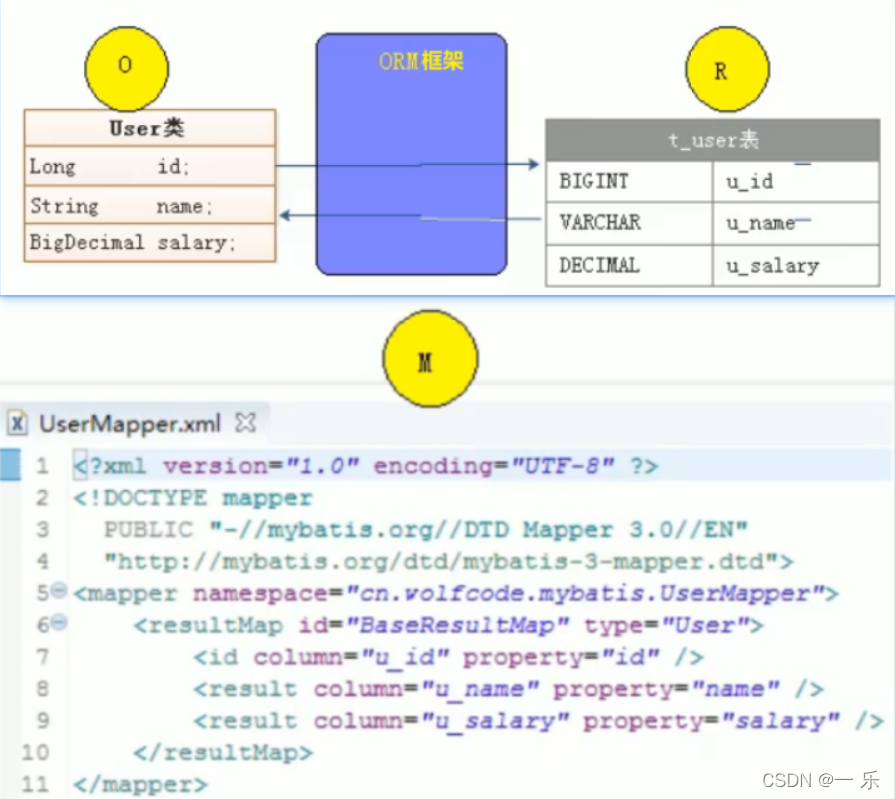 O
ORM框架
R
User类
Long id;
String name;
BigDecimal salary;
t_user表
BIGINT u_id
VARCHAR u_name
DECIMAL u_salary
M
UserMapper.xml
1 <?xml version="1.0" encoding="UTF-8" ?>
2 <!DOCTYPE mapper
3 PUBLIC "-//mybatis.org//DTD Mapper 3.0//EN"
4 "http://mybatis.org/dtd/mybatis-3-mapper.dtd">
5 <mapper namespace="cn.wolfcode.mybatis.UserMapper">
6 <resultMap id="BaseResultMap" type="User">
7 <id column="u_id" property="id" />
8 <result column="u_name" property="name" />
9 <result column="u_salary" property="salary" />
10 </resultMap>
11 </mapper>
CSDN @一 乐